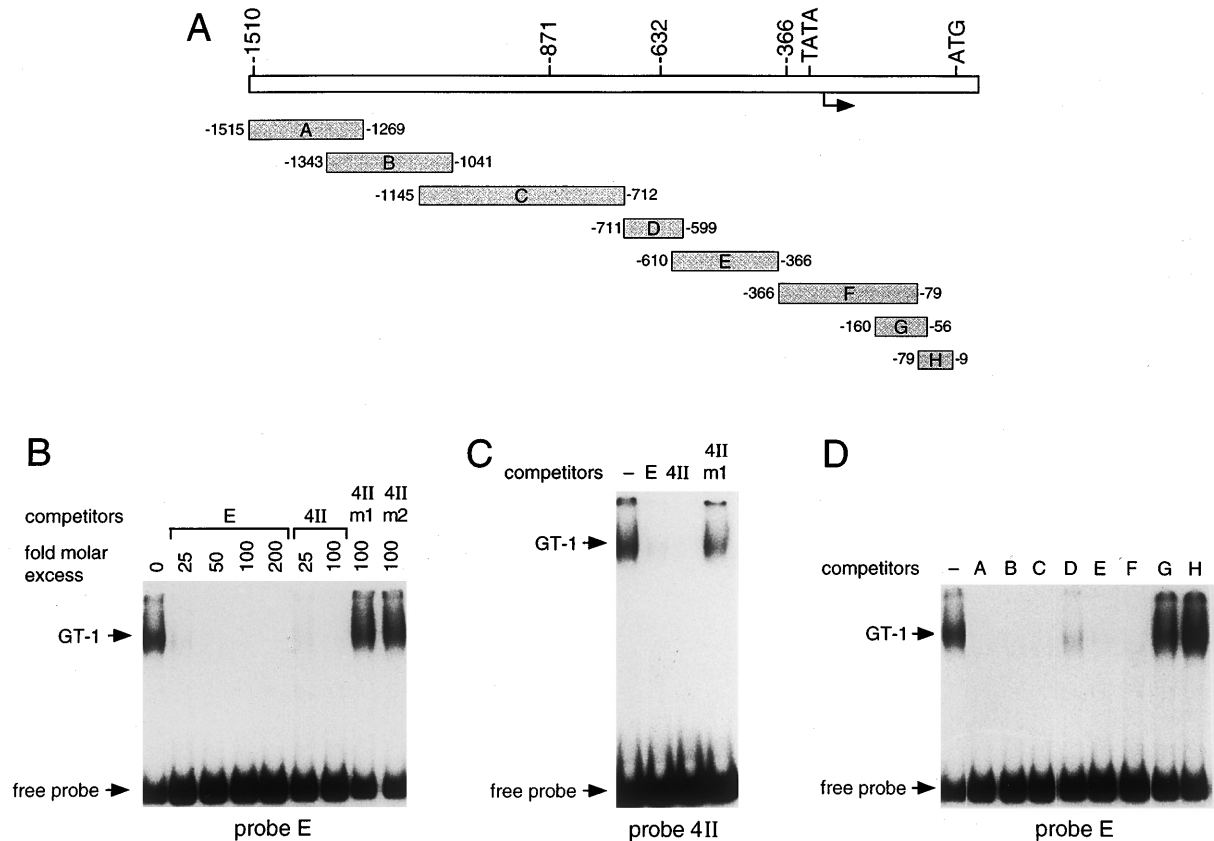 A
-1510 -871 -632 -366 TATA ATG
-1515 A -1269
-1343 B -1041
-1145 C -712
-711 D -599
-610 E -366
-366 F -79
-160 G -56
-79 H -9
B
competitors E 4II 4II m1 4II m2
fold molar excess 0 25 50 100 200 25 100 100 100
GT-1
free probe
probe E
C
competitors – E 4II 4II m1
GT-1
free probe
probe 4II
D
competitors – A B C D E F G H
GT-1
free probe
probe E